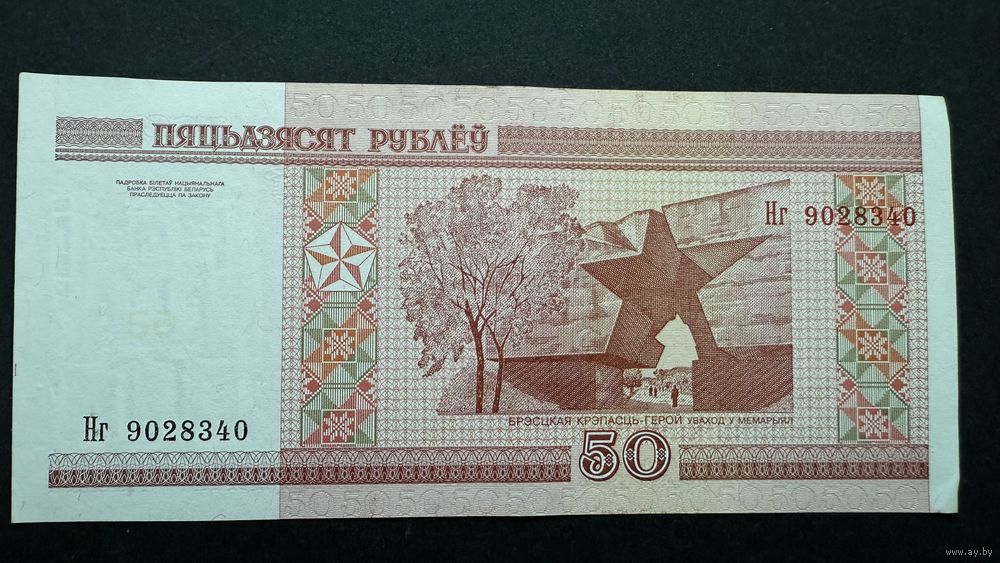 ПЯЦЬДЗЯСЯТ РУБЛЁЎ
ПАДРОБКА БІЛЕТАЎ НАЦЫЯНАЛЬНАГА
БАНКА РЭСПУБЛІКІ БЕЛАРУСЬ
ПРАСЛЕДУЕЦЦА ПА ЗАКОНУ
Нг 9028340
Нг 9028340
БРЭСЦКАЯ КРЭПАСЦЬ-ГЕРОЙ УВАХОД У МЕМАРЫЯЛ
50
www.ay.by